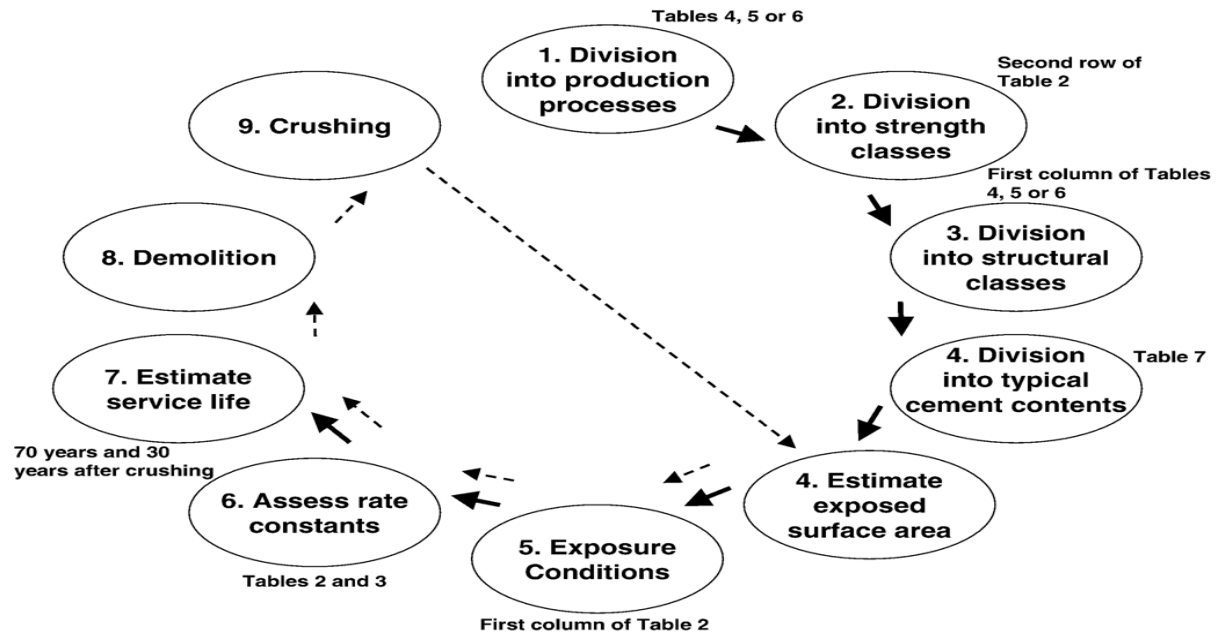 Tables 4, 5 or 6
1. Division
into production
processes
Second row of
Table 2
2. Division
into strength
classes
First column of Tables
4, 5 or 6
3. Division
into structural
classes
4. Division
into typical
cement contents
Table 7
4. Estimate
exposed
surface area
5. Exposure
Conditions
First column of Table 2
6. Assess rate
constants
Tables 2 and 3
7. Estimate
service life
70 years and 30
years after crushing
8. Demolition
9. Crushing